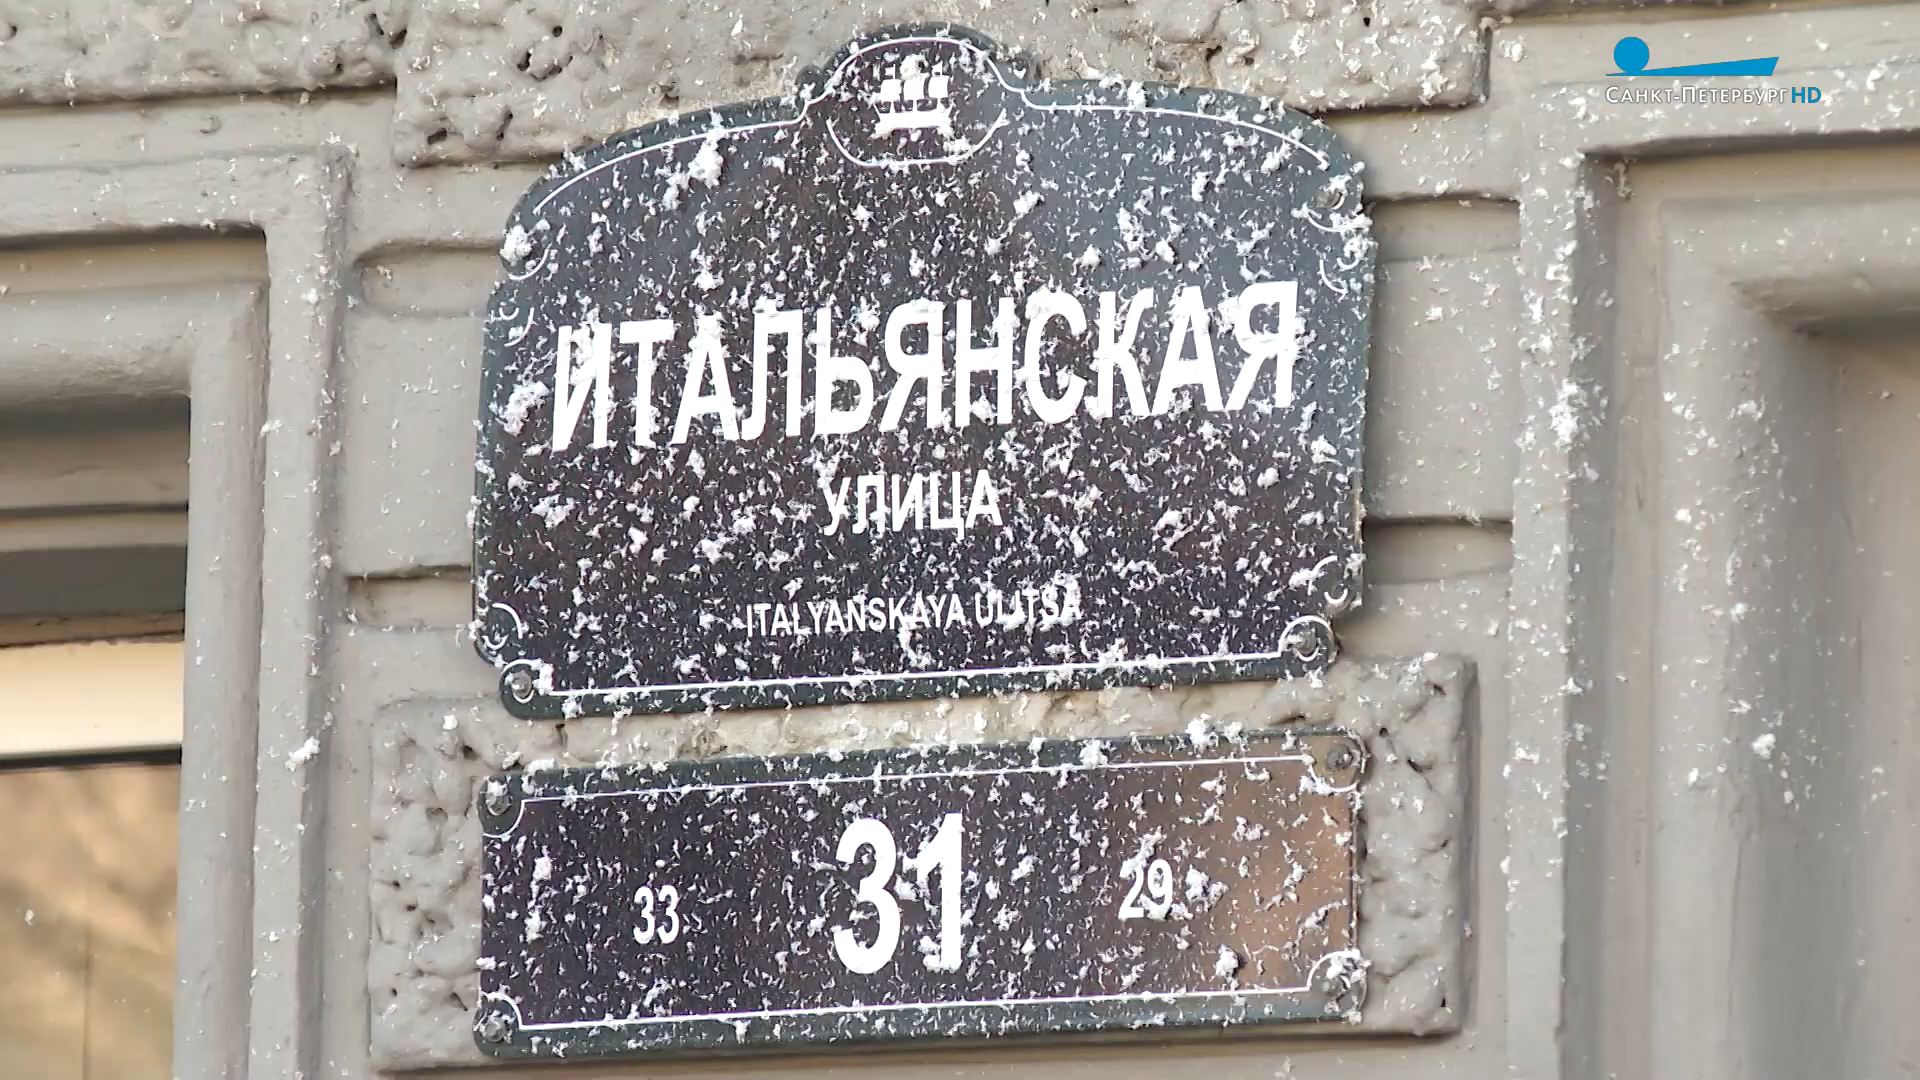 САНКТ-ПЕТЕРБУРГ HD
ИТАЛЬЯНСКАЯ
УЛИЦА
ITALYANSKAYA ULITSA
33 31 29